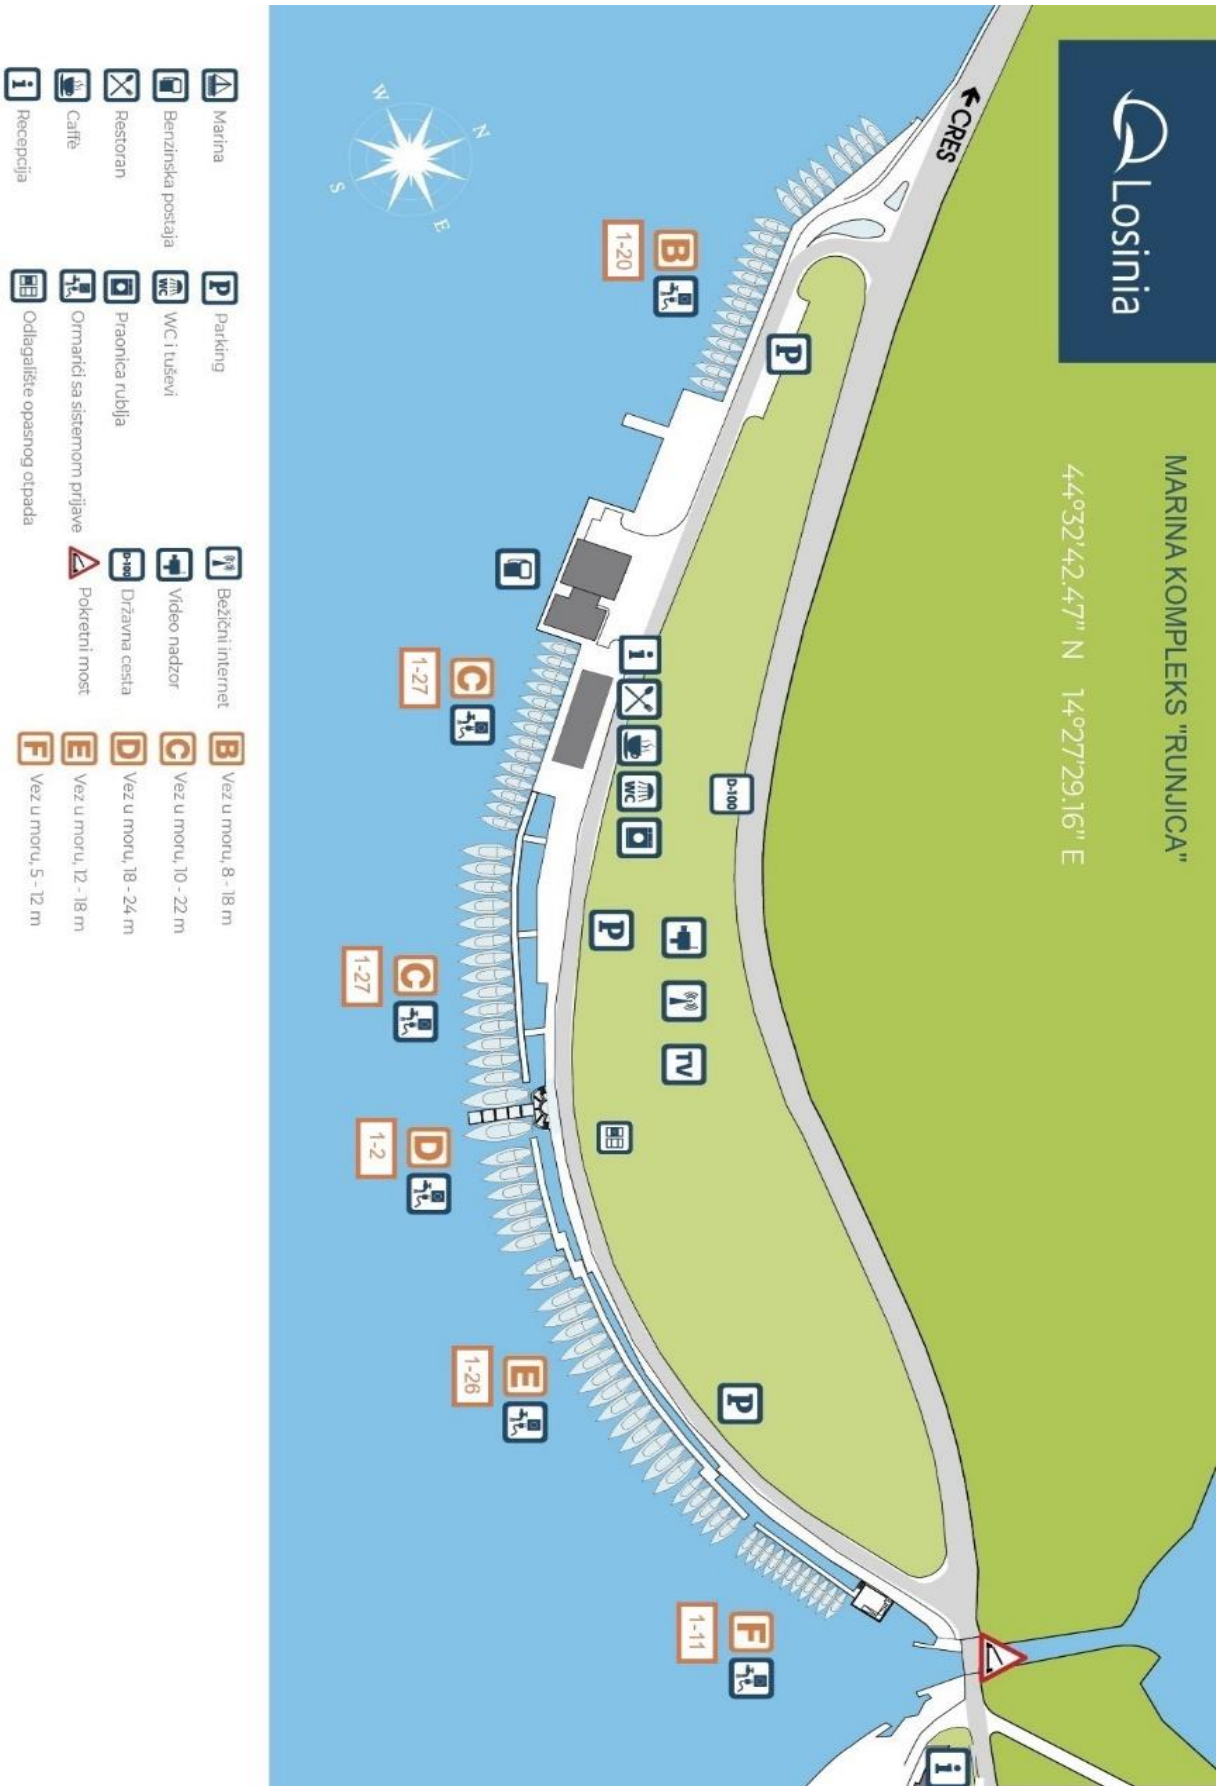 Losinia
MARINA KOMPLEKS "RUNJICA"
44°32'42.47" N 14°27'29.16" E
←CRES
N
E
S
W
B
1-20
P
i
WC
D-100
C
1-27
P
TV
C
1-27
D
1-2
E
1-26
P
F
1-11
i
Marina
Benzinska postaja
Restoran
Caffè
i Recepcija
P Parking
WC WC i tuševi
Praonica rublja
Ormarići sa sistemom prijave
Odlagalište opasnog otpada
Bežični internet
Video nadzor
D-100 Državna cesta
Pokretni most
B Vez u moru, 8 - 18 m
C Vez u moru, 10 - 22 m
D Vez u moru, 18 - 24 m
E Vez u moru, 12 - 18 m
F Vez u moru, 5 - 12 m